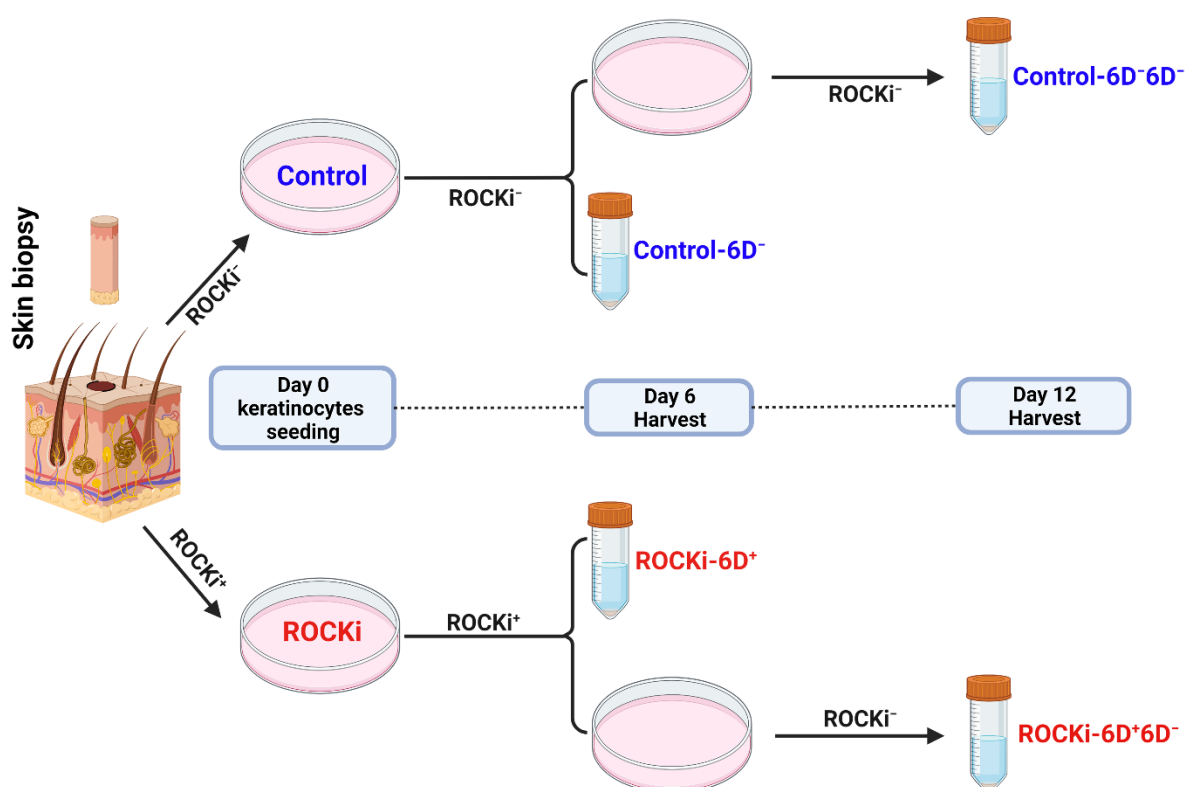 Skin biopsy
ROCKi⁻
Control
ROCKi⁻
ROCKi⁻
Control-6D⁻6D⁻
Control-6D⁻
Day 0
keratinocytes
seeding
Day 6
Harvest
Day 12
Harvest
ROCKi⁺
ROCKi
ROCKi⁺
ROCKi-6D⁺
ROCKi⁻
ROCKi-6D⁺6D⁻